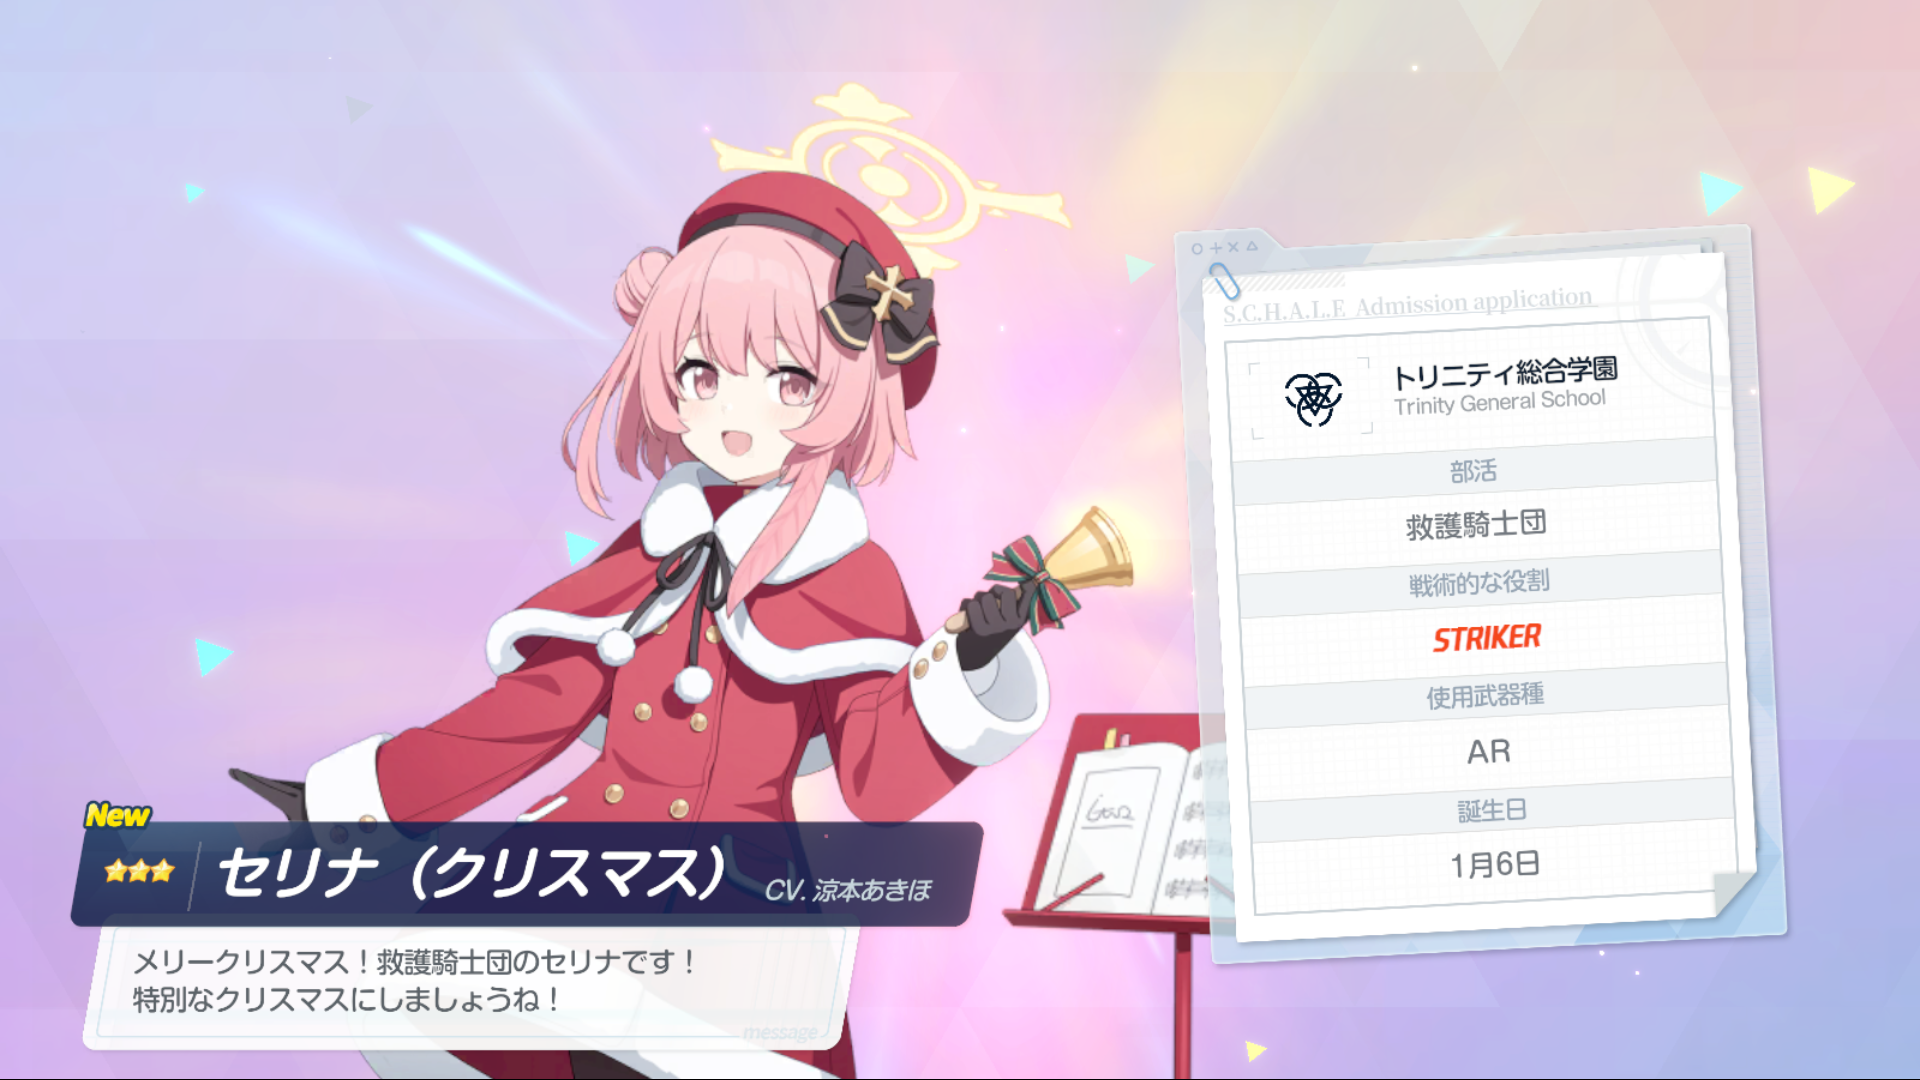 S.C.H.A.L.E Admission application
トリニティ総合学園
Trinity General School
部活
救護騎士団
戦術的な役割
STRIKER
使用武器種
AR
誕生日
1月6日
New
セリナ（クリスマス）
CV. 涼本あきほ
メリークリスマス！救護騎士団のセリナです！
特別なクリスマスにしましょうね！
message